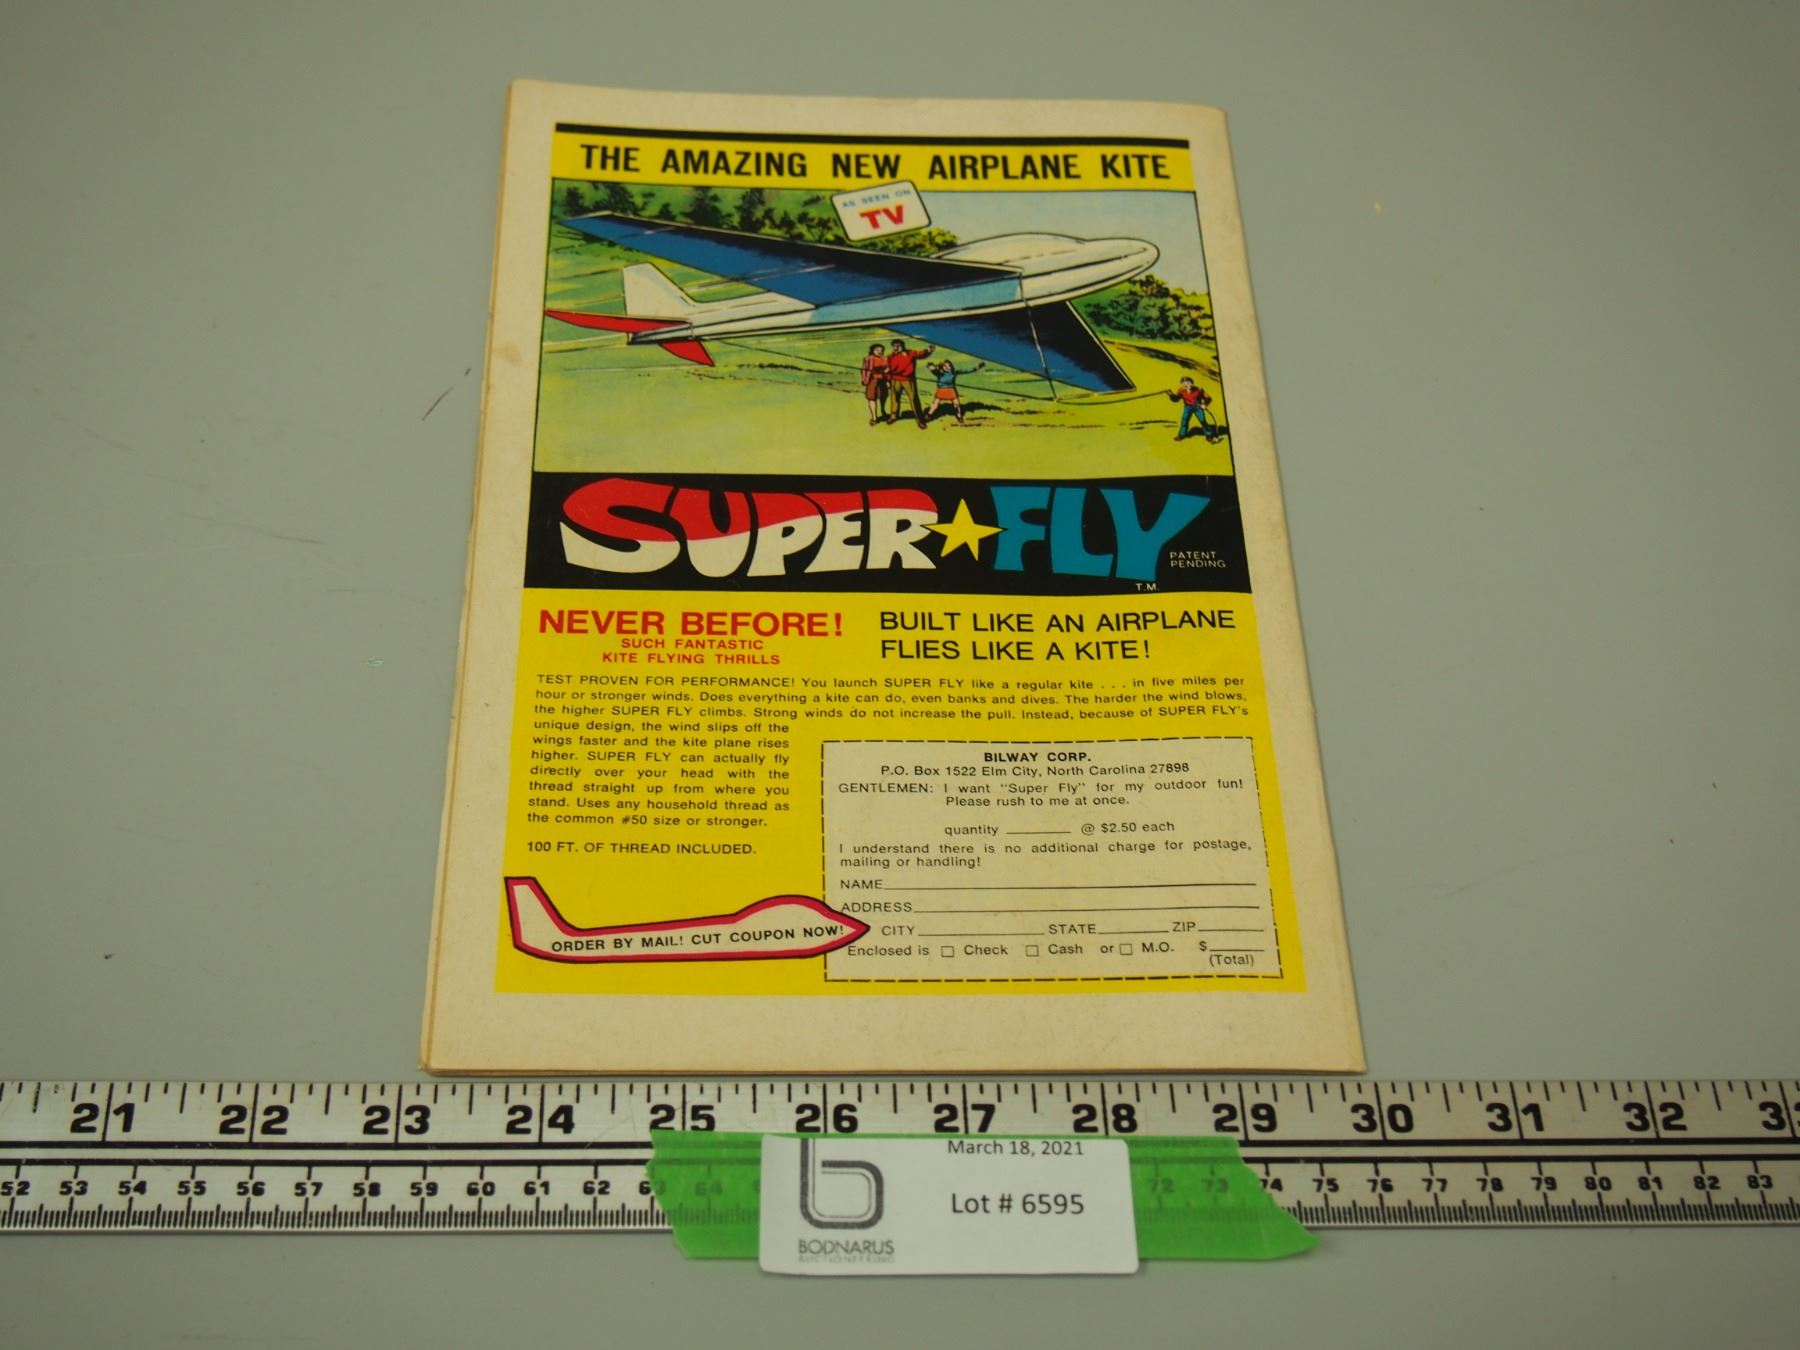 THE AMAZING NEW AIRPLANE KITE
AS SEEN ON
TV
SUPER FLY
PATENT
PENDING
T.M.
NEVER BEFORE!
SUCH FANTASTIC
KITE FLYING THRILLS
BUILT LIKE AN AIRPLANE
FLIES LIKE A KITE!
TEST PROVEN FOR PERFORMANCE! You launch SUPER FLY like a regular kite . . . in five miles per
hour or stronger winds. Does everything a kite can do, even banks and dives. The harder the wind blows,
the higher SUPER FLY climbs. Strong winds do not increase the pull. Instead, because of SUPER FLY's
unique design, the wind slips off the
wings faster and the kite plane rises
higher. SUPER FLY can actually fly
directly over your head with the
thread straight up from where you
stand. Uses any household thread as
the common #50 size or stronger.
100 FT. OF THREAD INCLUDED.
ORDER BY MAIL! CUT COUPON NOW!
BILWAY CORP.
P.O. Box 1522 Elm City, North Carolina 27898
GENTLEMEN: I want "Super Fly" for my outdoor fun!
Please rush to me at once.
quantity ________ @ $2.50 each
I understand there is no additional charge for postage,
mailing or handling!
NAME
ADDRESS
CITY STATE ZIP
Enclosed is □ Check □ Cash or □ M.O. $
(Total)
21 22 23 24 25 26 27 28 29 30 31 32 3
52 53 54 55 56 57 58 59 60 61 62 63 64 72 73 74 75 76 77 78 79 80 81 82 83
March 18, 2021
Lot # 6595
BODNARUS
AUCTIONEERING